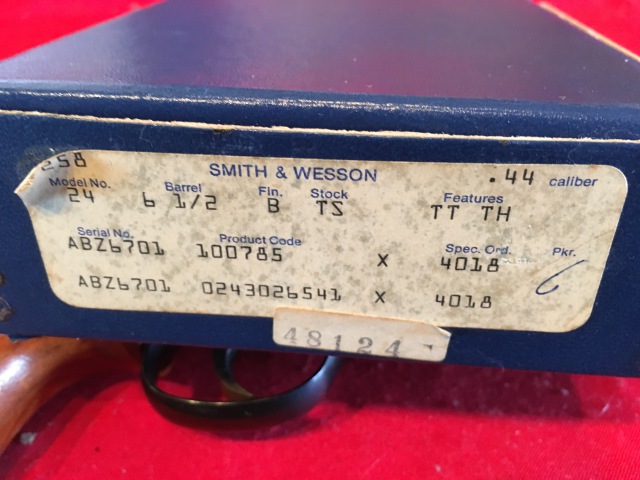 258
SMITH & WESSON .44 caliber
Model No. Barrel Fin. Stock Features
24 6 1/2 B TS TT TH
Serial No. Product Code Spec. Ord. Pkr.
ABZ6701 100785 X 4018 6
ABZ6701 0243026541 X 4018
48124